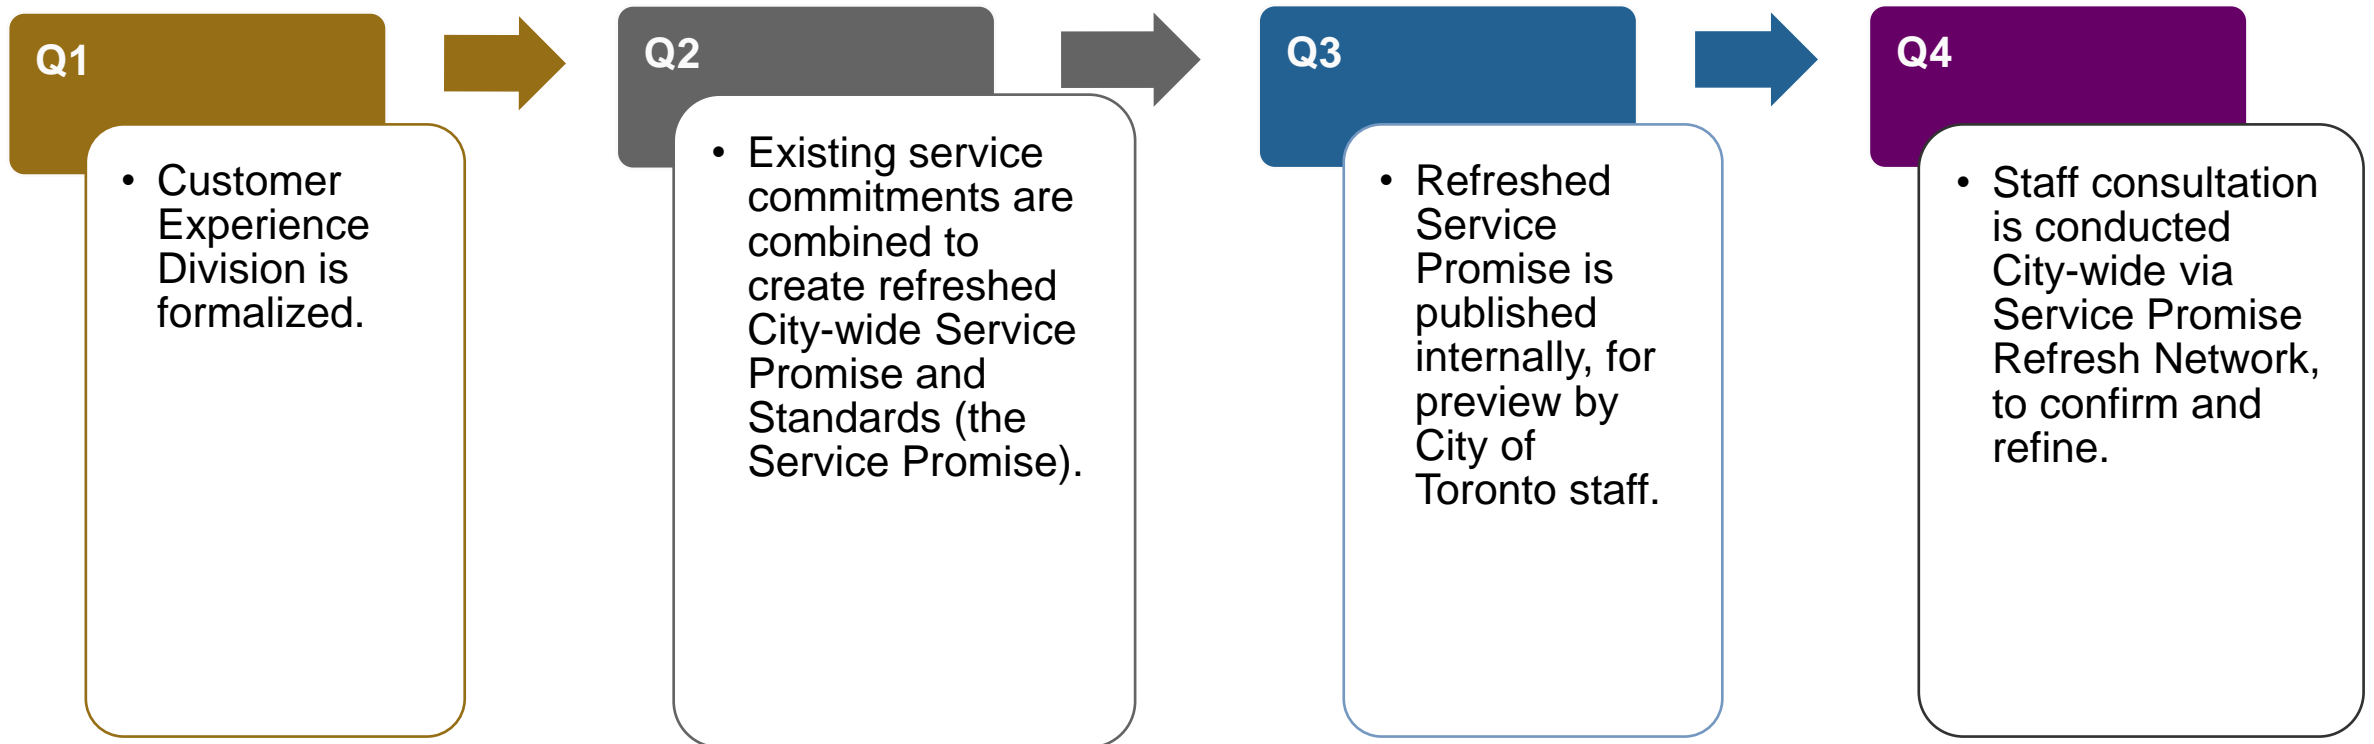 Q1
• Customer
Experience
Division is
formalized.
Q2
• Existing service
commitments are
combined to
create refreshed
City-wide Service
Promise and
Standards (the
Service Promise).
Q3
• Refreshed
Service
Promise is
published
internally, for
preview by
City of
Toronto staff.
Q4
• Staff consultation
is conducted
City-wide via
Service Promise
Refresh Network,
to confirm and
refine.